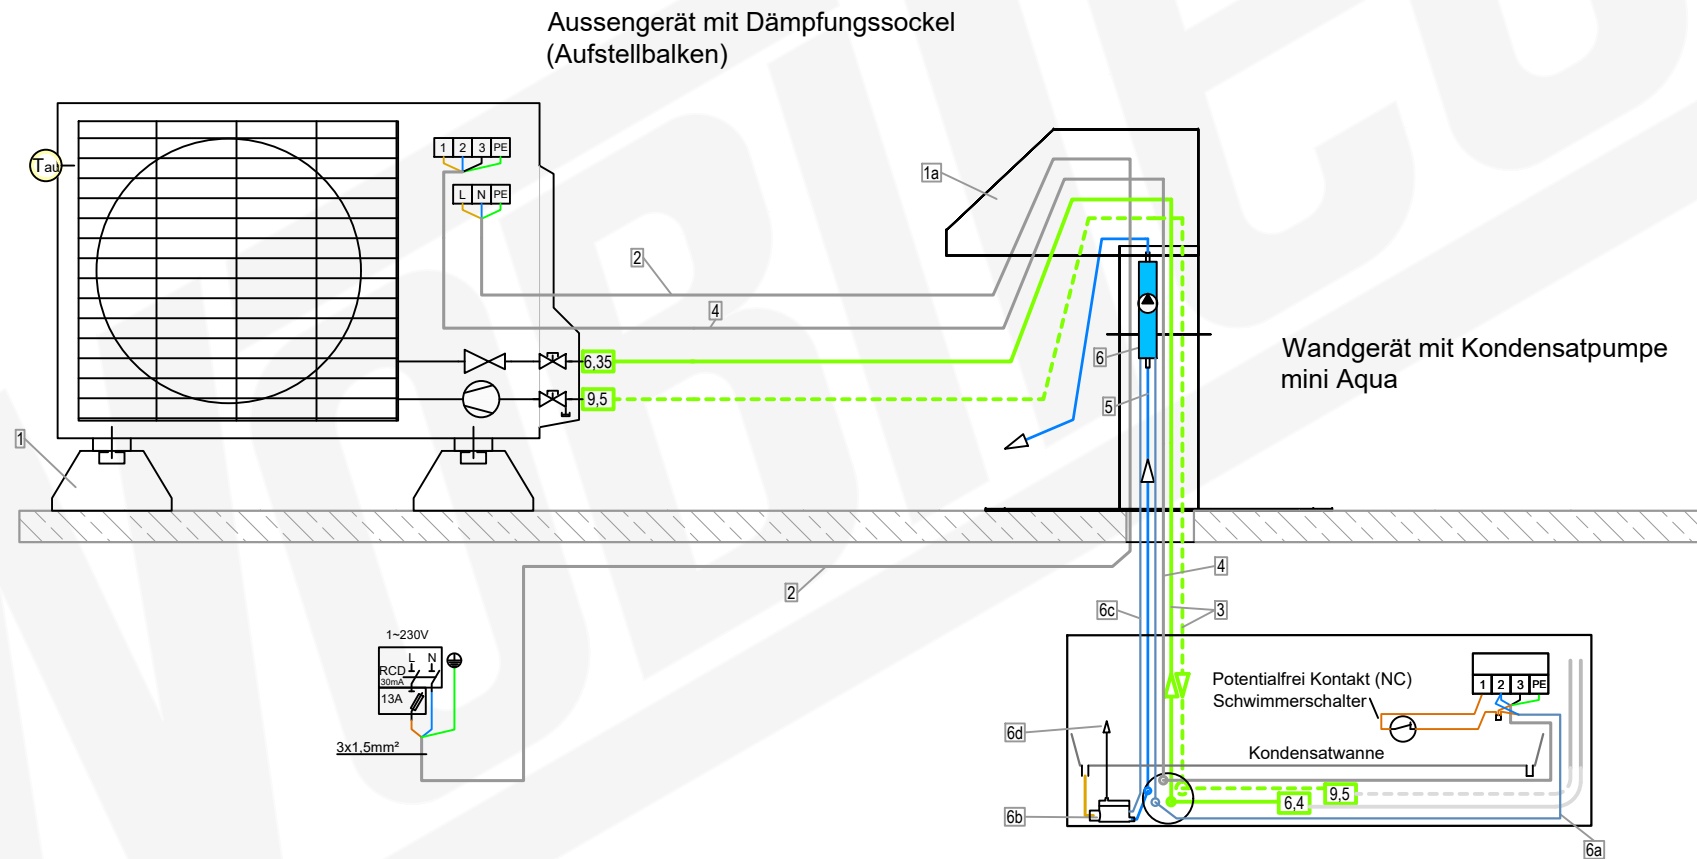 Aussengerät mit Dämpfungssockel
(Aufstellbalken)
1 2 3 PE
Tau
L N PE
1a
2
4
6,35
9,5
6
5
Wandgerät mit Kondensatpumpe
mini Aqua
1
2
4
6c
3
1~230V
L N
RCD
30mA
13A
3x1,5mm²
Potentialfrei Kontakt (NC)
Schwimmerschalter
1 2 3 PE
6d
Kondensatwanne
9,5
6,4
6b
6a